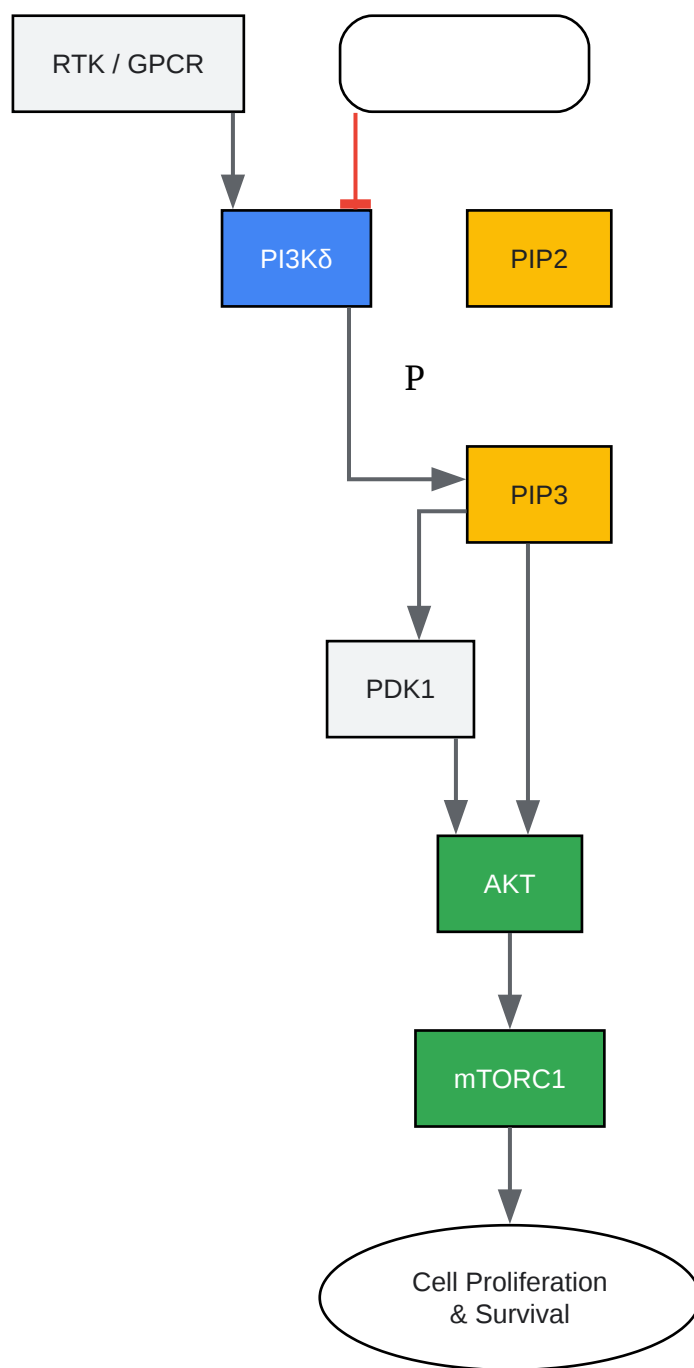 RTK / GPCR
PI3Kδ
PIP2
P
PIP3
PDK1
AKT
mTORC1
Cell Proliferation
& Survival